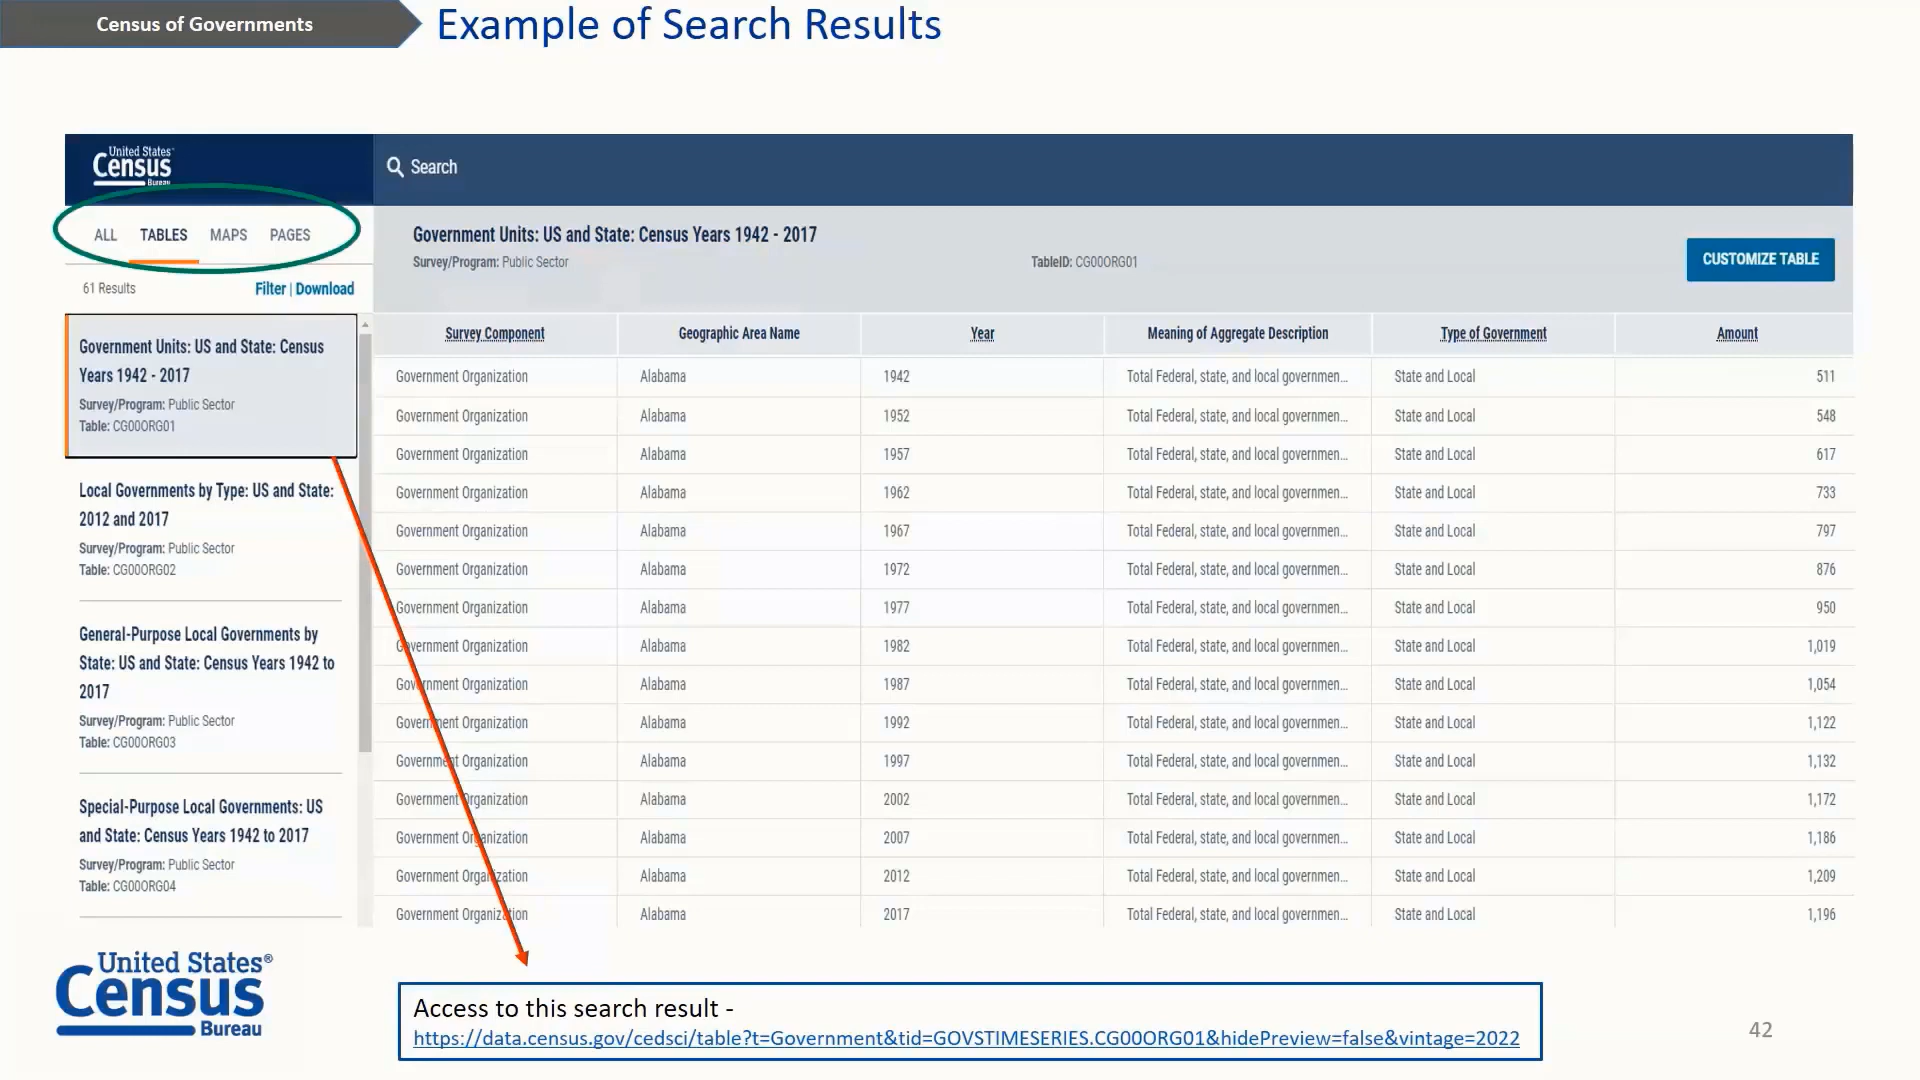 Census of Governments
Example of Search Results
United States
Census
Bureau
Search
ALL TABLES MAPS PAGES
61 Results
Filter | Download
Government Units: US and State: Census
Years 1942 - 2017
Survey/Program: Public Sector
Table: CG00ORG01
Local Governments by Type: US and State:
2012 and 2017
Survey/Program: Public Sector
Table: CG00ORG02
General-Purpose Local Governments by
State: US and State: Census Years 1942 to
2017
Survey/Program: Public Sector
Table: CG00ORG03
Special-Purpose Local Governments: US
and State: Census Years 1942 to 2017
Survey/Program: Public Sector
Table: CG00ORG04
Government Units: US and State: Census Years 1942 - 2017
Survey/Program: Public Sector
TableID: CG00ORG01
CUSTOMIZE TABLE
Survey Component Geographic Area Name Year Meaning of Aggregate Description Type of Government Amount
Government Organization Alabama 1942 Total Federal, state, and local governmen... State and Local 511
Government Organization Alabama 1952 Total Federal, state, and local governmen... State and Local 548
Government Organization Alabama 1957 Total Federal, state, and local governmen... State and Local 617
Government Organization Alabama 1962 Total Federal, state, and local governmen... State and Local 733
Government Organization Alabama 1967 Total Federal, state, and local governmen... State and Local 797
Government Organization Alabama 1972 Total Federal, state, and local governmen... State and Local 876
Government Organization Alabama 1977 Total Federal, state, and local governmen... State and Local 950
Government Organization Alabama 1982 Total Federal, state, and local governmen... State and Local 1,019
Government Organization Alabama 1987 Total Federal, state, and local governmen... State and Local 1,054
Government Organization Alabama 1992 Total Federal, state, and local governmen... State and Local 1,122
Government Organization Alabama 1997 Total Federal, state, and local governmen... State and Local 1,132
Government Organization Alabama 2002 Total Federal, state, and local governmen... State and Local 1,172
Government Organization Alabama 2007 Total Federal, state, and local governmen... State and Local 1,186
Government Organization Alabama 2012 Total Federal, state, and local governmen... State and Local 1,209
Government Organization Alabama 2017 Total Federal, state, and local governmen... State and Local 1,196
United States®
Census
Bureau
Access to this search result -
https://data.census.gov/cedsci/table?t=Government&tid=GOVSTIMESERIES.CG00ORG01&hidePreview=false&vintage=2022
42